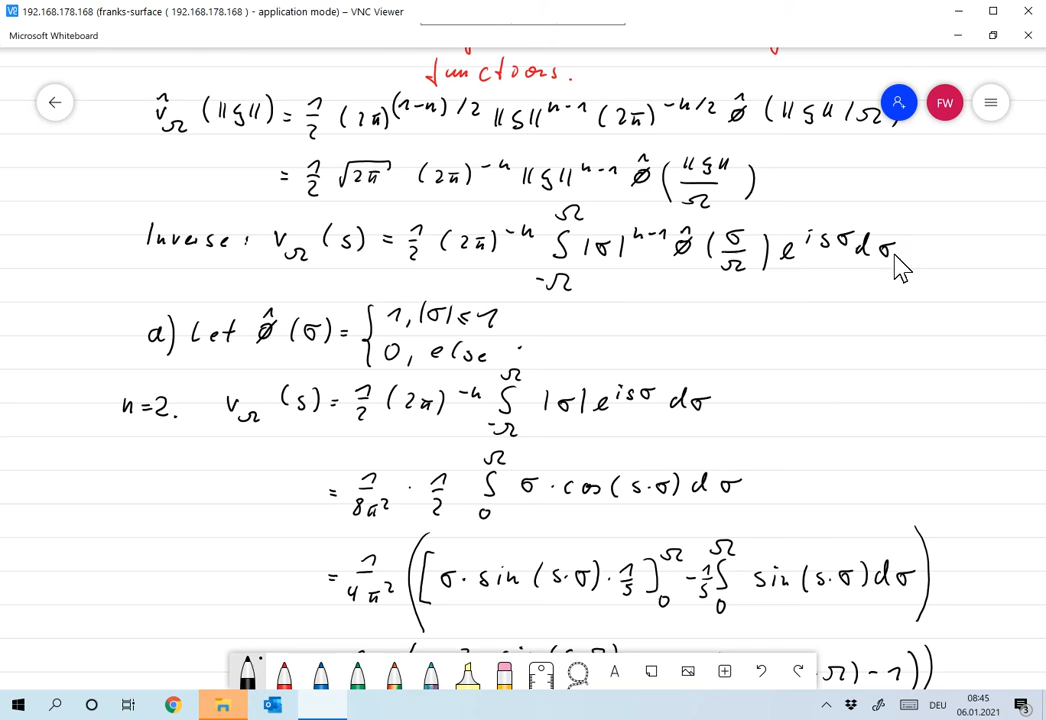 192.168.178.168 (franks-surface ( 192.168.178.168 ) - application mode) – VNC Viewer
Microsoft Whiteboard
functions.
FW
v̂_Ω (||ξ||) = 1/2 (2π)^(1-n)/2 ||ξ||^n-1 (2π)^-n/2 φ̂ (||ξ||/Ω)
= 1/2 √2π (2π)^-n ||ξ||^n-1 φ̂ (||ξ||/Ω)
Inverse: v_Ω (s) = 1/2 (2π)^-n ∫_-Ω^Ω |σ|^n-1 φ̂ (σ/Ω) e^isσ dσ
a) Let φ̂ (σ) = { 1, |σ| ≤ 1
0, else .
n=2. v_Ω (s) = 1/2 (2π)^-n ∫_-Ω^Ω |σ| e^isσ dσ
= 1/8π² · 1/2 ∫_0^Ω σ · cos(s·σ) dσ
= 1/4π² ([σ · sin(s·σ) · 1/s]_0^Ω - 1/s ∫_0^Ω sin(s·σ) dσ)
Ω) - 1))
DEU
08:45
06.01.2021
3